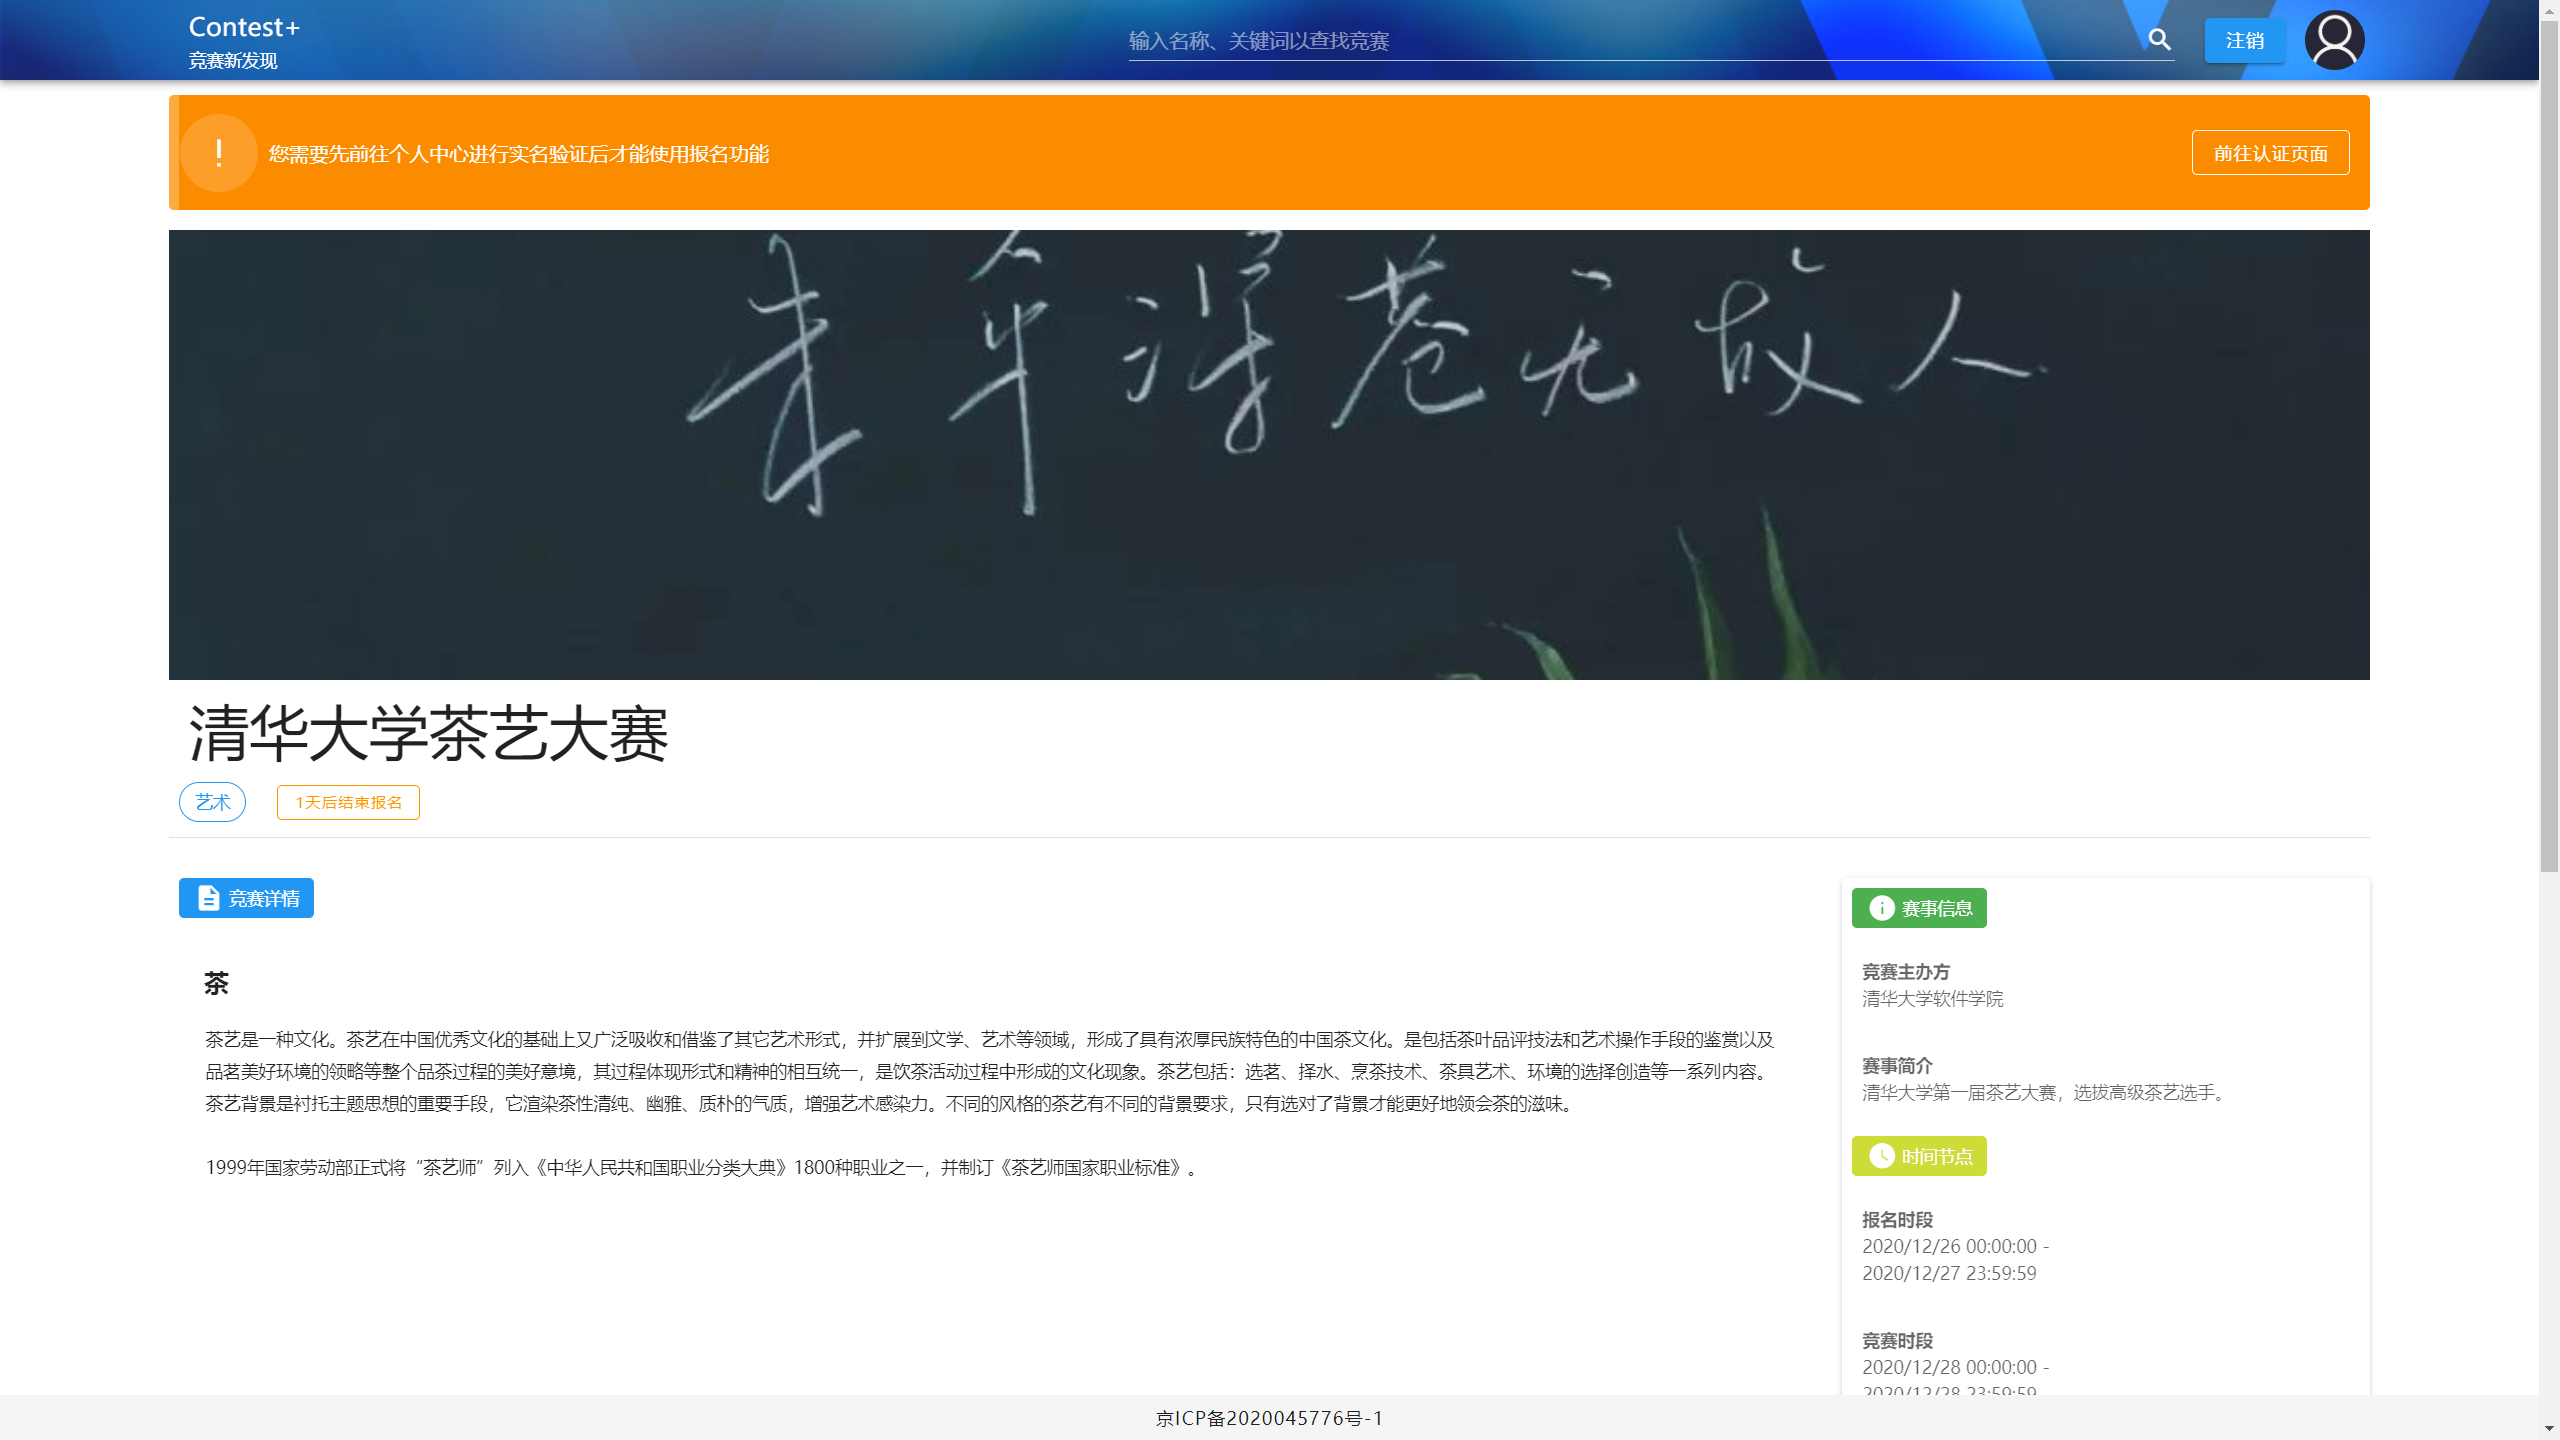 Contest+
竞赛新发现
输入名称、关键词以查找竞赛
注销
您需要先前往个人中心进行实名验证后才能使用报名功能
前往认证页面
来年深巷无故人
清华大学茶艺大赛
艺术
1天后结束报名
竞赛详情
茶
茶艺是一种文化。茶艺在中国优秀文化的基础上又广泛吸收和借鉴了其它艺术形式，并扩展到文学、艺术等领域，形成了具有浓厚民族特色的中国茶文化。是包括茶叶品评技法和艺术操作手段的鉴赏以及
品茗美好环境的领略等整个品茶过程的美好意境，其过程体现形式和精神的相互统一，是饮茶活动过程中形成的文化现象。茶艺包括：选茗、择水、烹茶技术、茶具艺术、环境的选择创造等一系列内容。
茶艺背景是衬托主题思想的重要手段，它渲染茶性清纯、幽雅、质朴的气质，增强艺术感染力。不同的风格的茶艺有不同的背景要求，只有选对了背景才能更好地领会茶的滋味。
1999年国家劳动部正式将“茶艺师”列入《中华人民共和国职业分类大典》1800种职业之一，并制订《茶艺师国家职业标准》。
赛事信息
竞赛主办方
清华大学软件学院
赛事简介
清华大学第一届茶艺大赛，选拔高级茶艺选手。
时间节点
报名时段
2020/12/26 00:00:00 -
2020/12/27 23:59:59
竞赛时段
2020/12/28 00:00:00 -
2020/12/28 23:59:59
京ICP备2020045776号-1